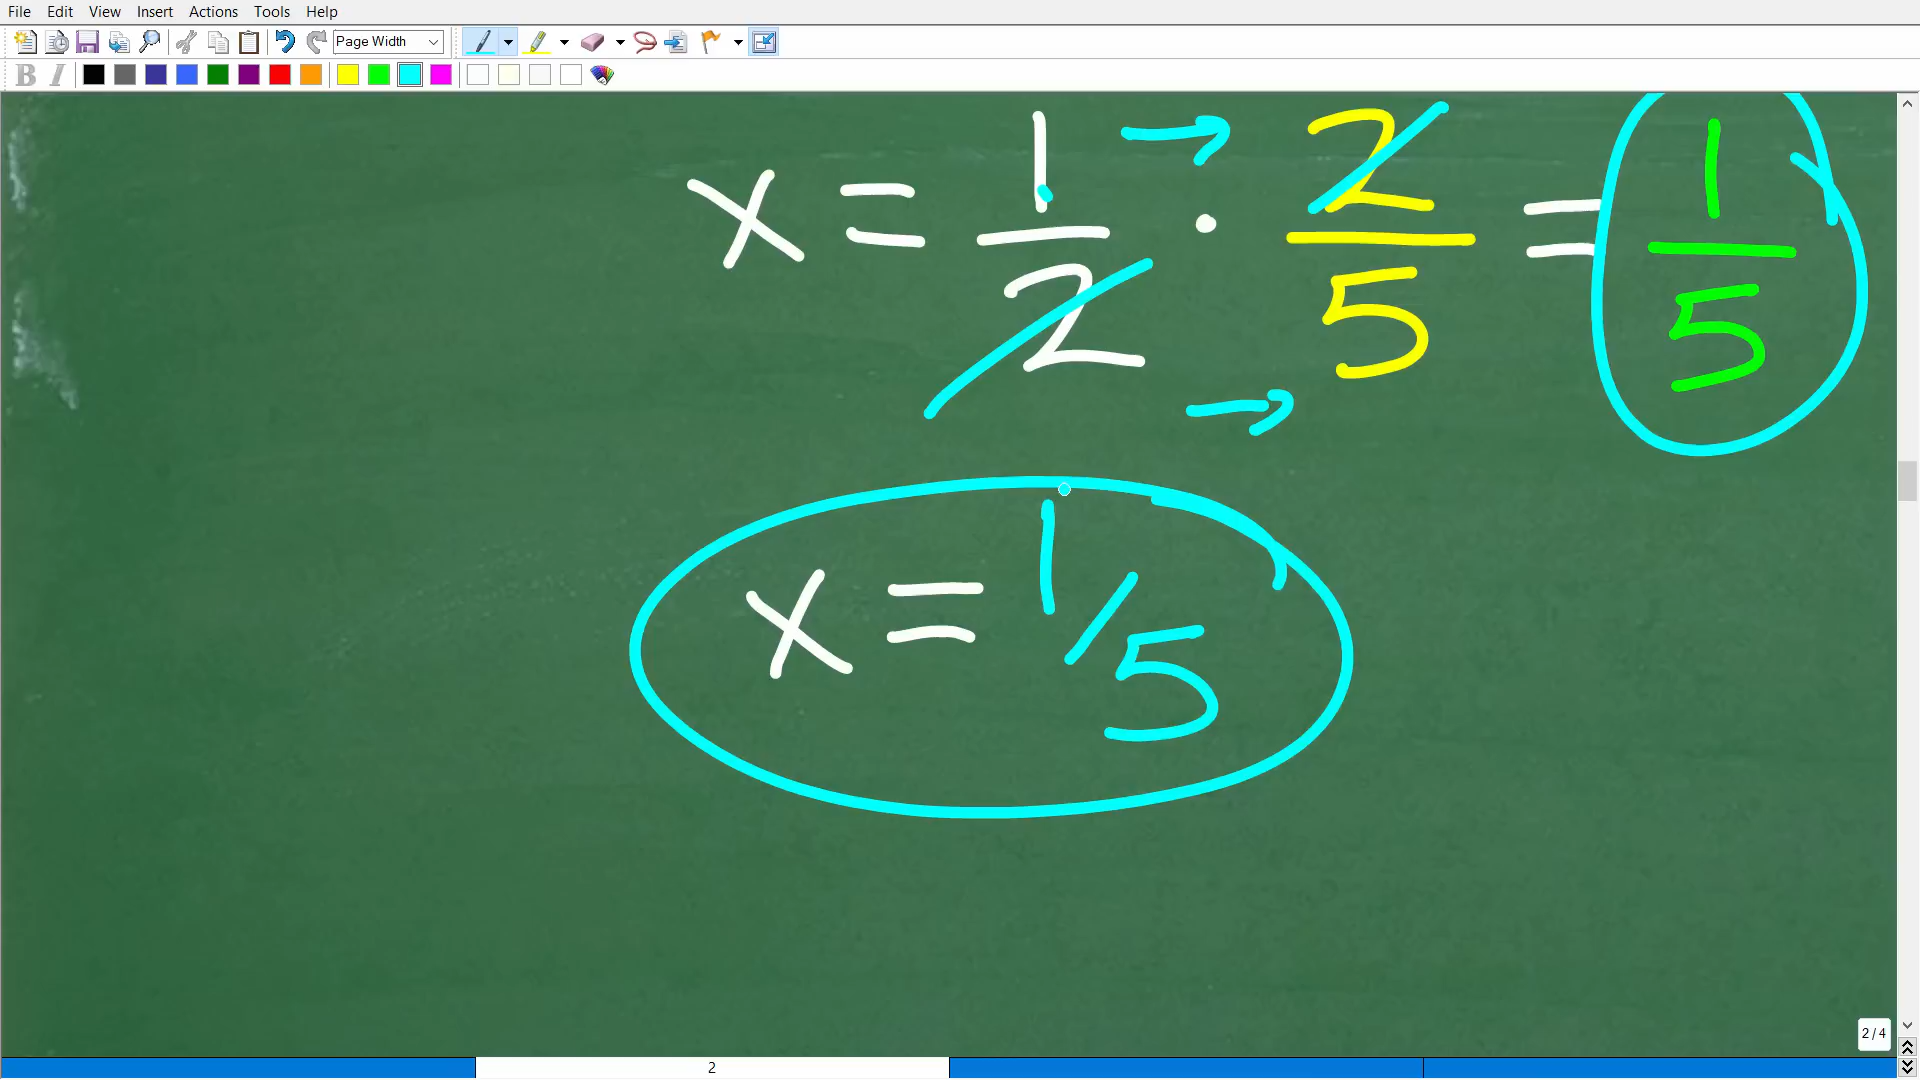 File Edit View Insert Actions Tools Help
Page Width
B I
x = 1/2 · 2/5 = 1/5
x = 1/5
2 / 4
2